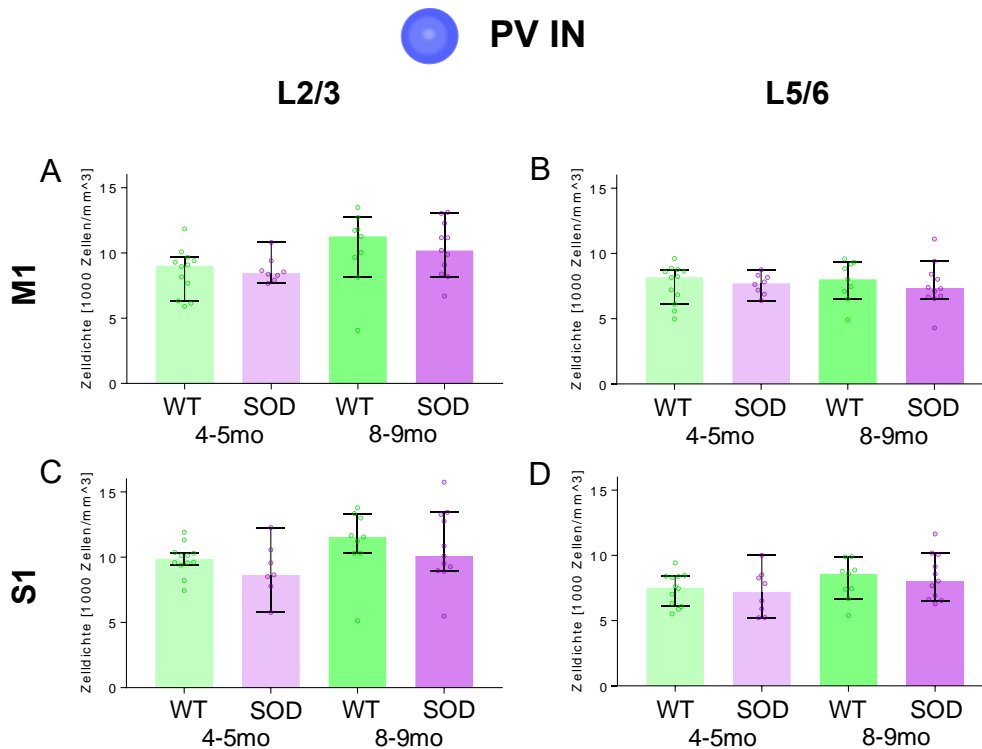 PV IN
L2/3 L5/6
M1
A
Zelldichte [1000 Zellen/mm^3]
15
10
5
0
WT SOD WT SOD
4-5mo 8-9mo
B
Zelldichte [1000 Zellen/mm^3]
15
10
5
0
WT SOD WT SOD
4-5mo 8-9mo
S1
C
Zelldichte [1000 Zellen/mm^3]
15
10
5
0
WT SOD WT SOD
4-5mo 8-9mo
D
Zelldichte [1000 Zellen/mm^3]
15
10
5
0
WT SOD WT SOD
4-5mo 8-9mo